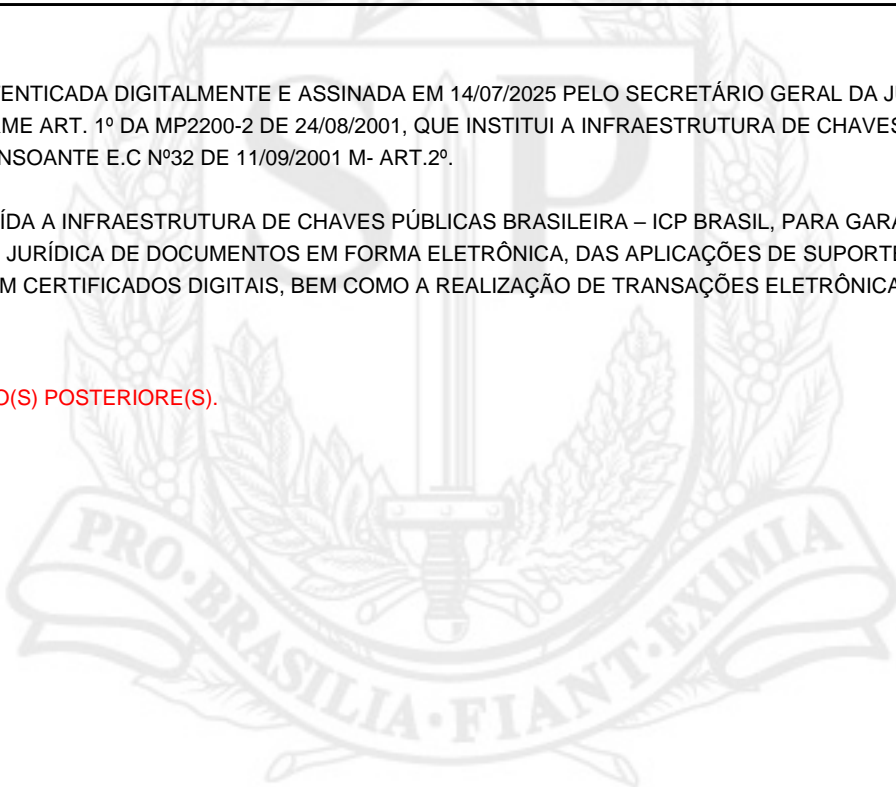 ENTICADA DIGITALMENTE E ASSINADA EM 14/07/2025 PELO SECRETÁRIO GERAL DA J
ME ART. 1º DA MP2200-2 DE 24/08/2001, QUE INSTITUI A INFRAESTRUTURA DE CHAVES
NSOANTE E.C Nº32 DE 11/09/2001 M- ART.2º.
ÍDA A INFRAESTRUTURA DE CHAVES PÚBLICAS BRASILEIRA – ICP BRASIL, PARA GARA
JURÍDICA DE DOCUMENTOS EM FORMA ELETRÔNICA, DAS APLICAÇÕES DE SUPORTE
M CERTIFICADOS DIGITAIS, BEM COMO A REALIZAÇÃO DE TRANSAÇÕES ELETRÔNICA
O(S) POSTERIORE(S).
SP
PRO·BRASILIA·FIANT·EXIMIA